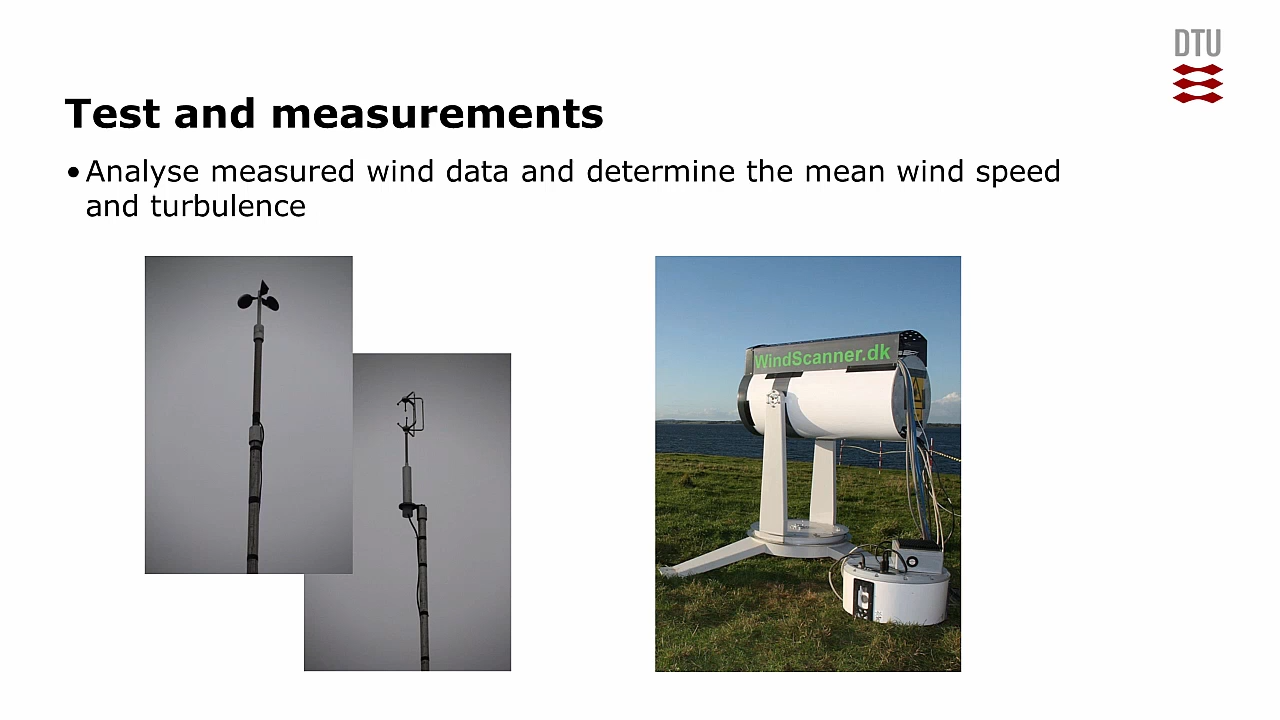 DTU
Test and measurements
•Analyse measured wind data and determine the mean wind speed
and turbulence
WindScanner.dk